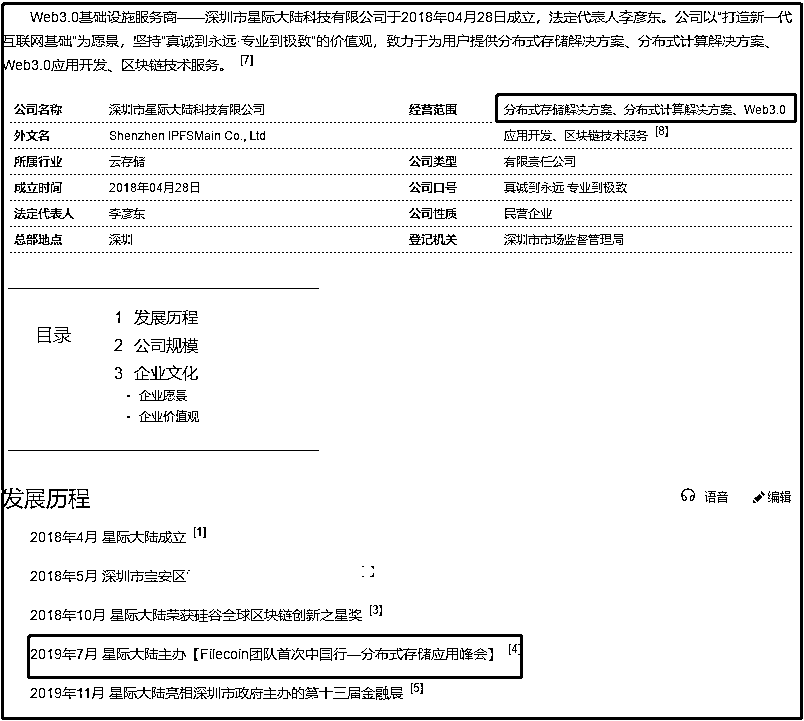 Web3.0基础设施服务商——深圳市星际大陆科技有限公司于2018年04月28日成立，法定代表人李彦东。公司以"打造新一代
互联网基础"为愿景，坚持"真诚到永远·专业到极致"的价值观，致力于为用户提供分布式存储解决方案、分布式计算解决方案、
Web3.0应用开发、区块链技术服务。 [7]
公司名称 深圳市星际大陆科技有限公司 经营范围 分布式存储解决方案、分布式计算解决方案、Web3.0
外文名 Shenzhen IPFSMain Co., Ltd 应用开发、区块链技术服务 [8]
所属行业 云存储 公司类型 有限责任公司
成立时间 2018年04月28日 公司口号 真诚到永远 专业到极致
法定代表人 李彦东 公司性质 民营企业
总部地点 深圳 登记机关 深圳市市场监督管理局
目录
1 发展历程
2 公司规模
3 企业文化
- 企业愿景
- 企业价值观
发展历程 语音 编辑
2018年4月 星际大陆成立 [1]
2018年5月 深圳市宝安区
2018年10月 星际大陆荣获硅谷全球区块链创新之星奖 [3]
2019年7月 星际大陆主办【Filecoin团队首次中国行—分布式存储应用峰会】 [4]
2019年11月 星际大陆亮相深圳市政府主办的第十三届金融展 [5]